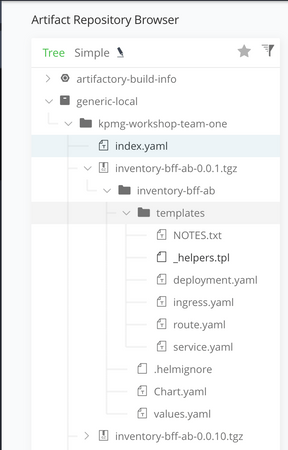 Artifact Repository Browser
Tree Simple
artifactory-build-info
generic-local
kpmg-workshop-team-one
index.yaml
inventory-bff-ab-0.0.1.tgz
inventory-bff-ab
templates
NOTES.txt
_helpers.tpl
deployment.yaml
ingress.yaml
route.yaml
service.yaml
.helmignore
Chart.yaml
values.yaml
inventory-bff-ab-0.0.10.tgz